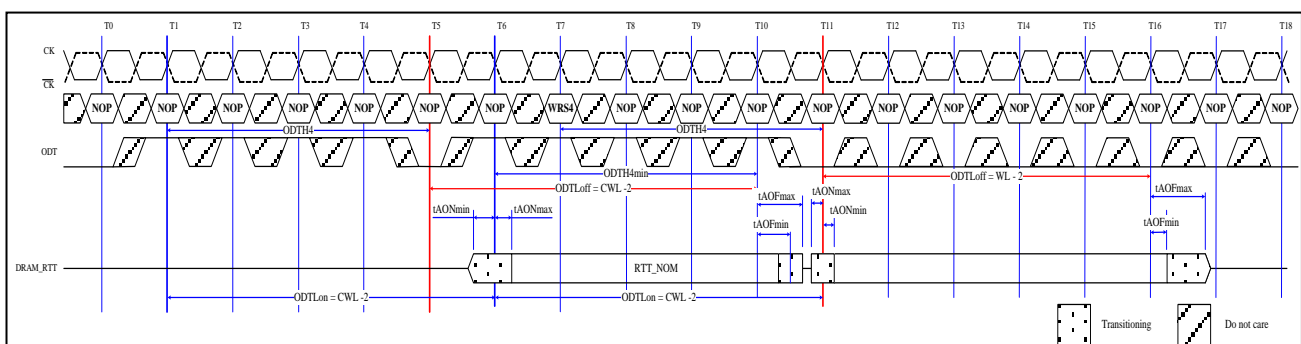 T0 T1 T2 T3 T4 T5 T6 T7 T8 T9 T10 T11 T12 T13 T14 T15 T16 T17 T18
CK
CK
NOP NOP NOP NOP NOP NOP NOP WRS4 NOP NOP NOP NOP NOP NOP NOP NOP NOP NOP NOP
ODTH4 ODTH4
ODT
ODTH4min ODTLoff = WL - 2
ODTLoff = CWL -2
tAOFmax tAONmax tAOFmax
tAONmin tAONmax tAONmin
tAOFmin tAOFmin
DRAM_RTT RTT_NOM
ODTLon = CWL -2 ODTLon = CWL -2
Transitioning Do not care